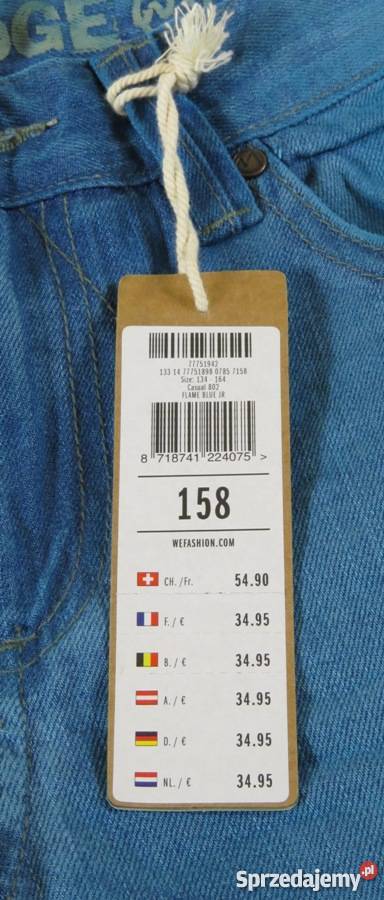 DGE
77751942
133 14 77751898 0785 7158
Size: 134 - 164
Casual 802
FLAME BLUE JR
8 718741 224075 >
158
WEFASHION.COM
CH. /Fr. 54.90
F. / € 34.95
B. / € 34.95
A. / € 34.95
D. / € 34.95
NL. / € 34.95
Sprzedajemy.pl